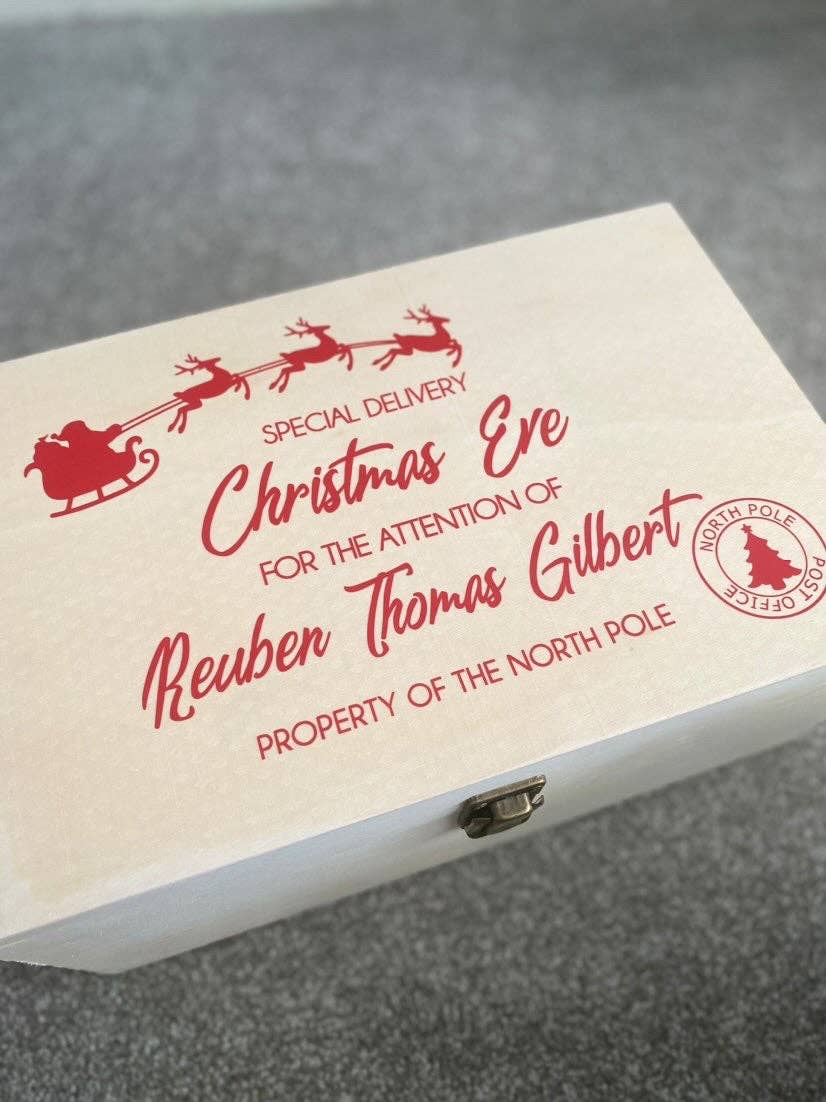 SPECIAL DELIVERY
Christmas Eve
FOR THE ATTENTION OF
Reuben Thomas Gilbert
PROPERTY OF THE NORTH POLE
NORTH POLE
POST OFFICE